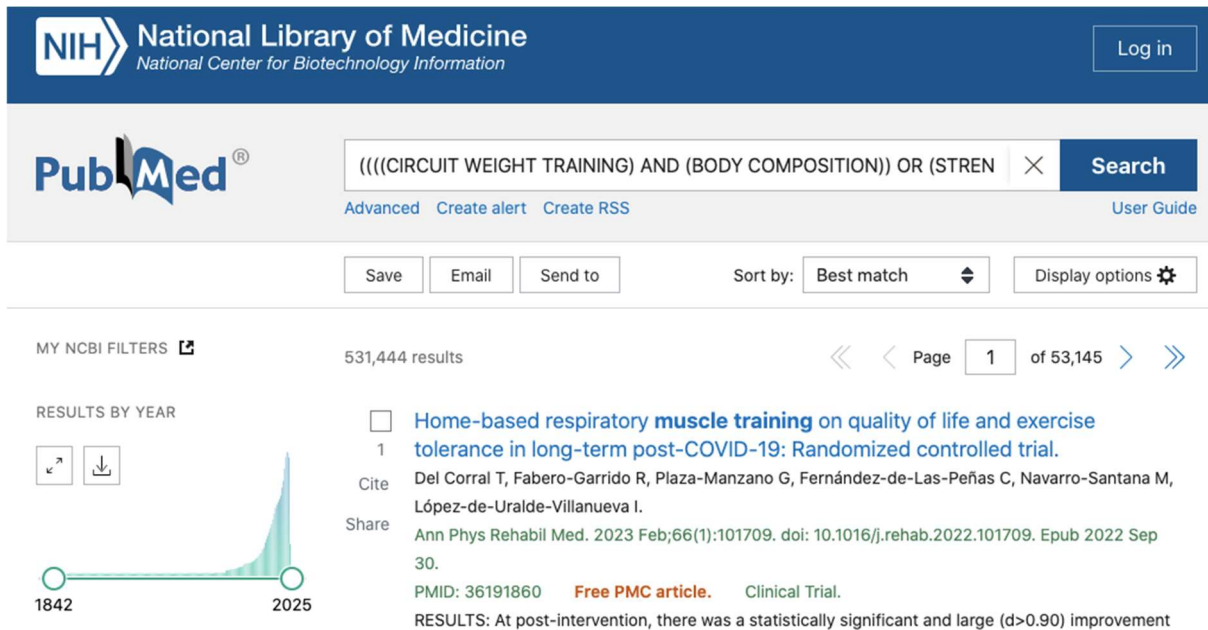 NIH
National Library of Medicine
National Center for Biotechnology Information
Log in
PubMed®
((((CIRCUIT WEIGHT TRAINING) AND (BODY COMPOSITION)) OR (STREN
Search
Advanced Create alert Create RSS
User Guide
Save Email Send to
Sort by: Best match
Display options
MY NCBI FILTERS
531,444 results
Page 1 of 53,145
RESULTS BY YEAR
1842 2025
1
Cite
Share
Home-based respiratory muscle training on quality of life and exercise
tolerance in long-term post-COVID-19: Randomized controlled trial.
Del Corral T, Fabero-Garrido R, Plaza-Manzano G, Fernández-de-Las-Peñas C, Navarro-Santana M,
López-de-Uralde-Villanueva I.
Ann Phys Rehabil Med. 2023 Feb;66(1):101709. doi: 10.1016/j.rehab.2022.101709. Epub 2022 Sep
30.
PMID: 36191860 Free PMC article. Clinical Trial.
RESULTS: At post-intervention, there was a statistically significant and large (d>0.90) improvement